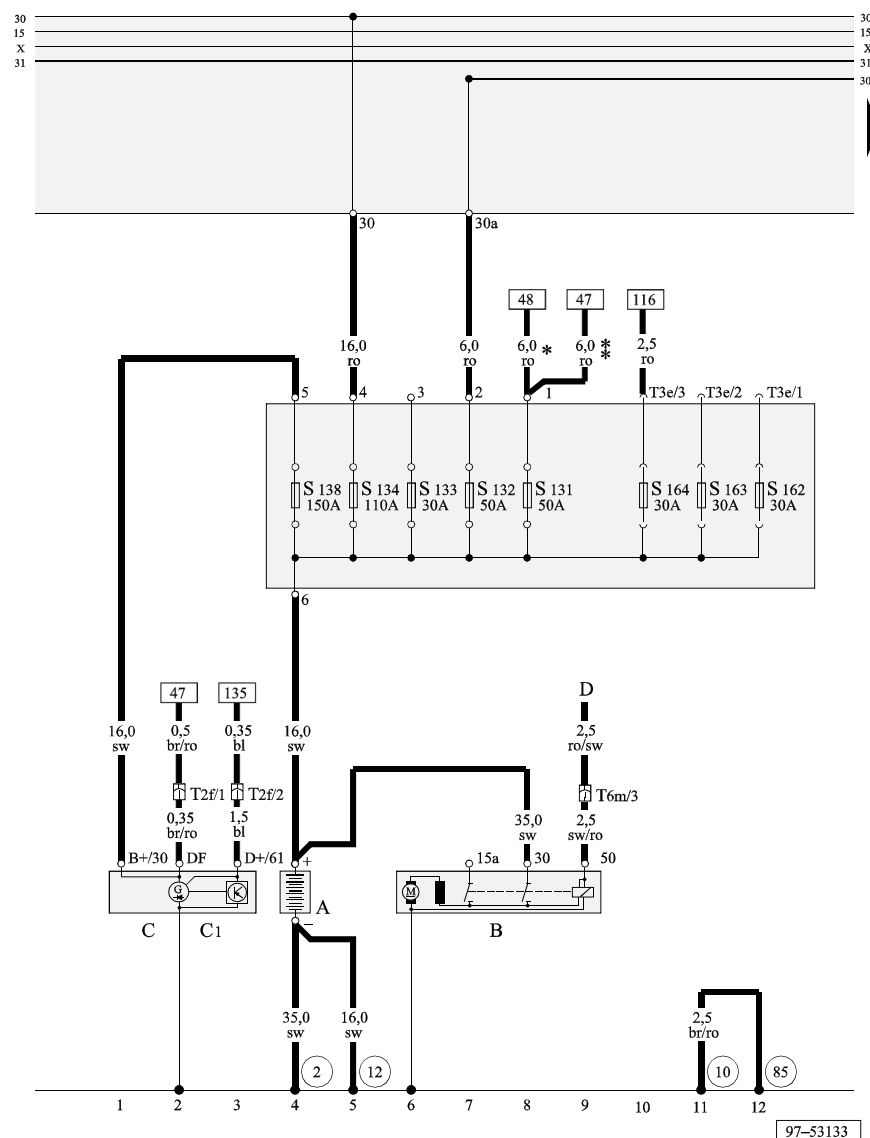 30 30
15 15
X X
31 31
30
30 30a
48 47 116
16,0 6,0 6,0 * 6,0 ** 2,5
ro ro ro ro ro
5 4 3 2 1 T3e/3 T3e/2 T3e/1
S 138 S 134 S 133 S 132 S 131 S 164 S 163 S 162
150A 110A 30A 50A 50A 30A 30A 30A
6
47 135 D
16,0 0,5 0,35 16,0 2,5
sw br/ro bl sw ro/sw
T2f/1 T2f/2 T6m/3
0,35 1,5 35,0 2,5
br/ro bl sw sw/ro
B+/30 DF D+/61 + 15a 30 50
G M
C C1 A B
–
35,0 16,0 2,5
sw sw br/ro
2 12 10 85
1 2 3 4 5 6 7 8 9 10 11 12
97–53133